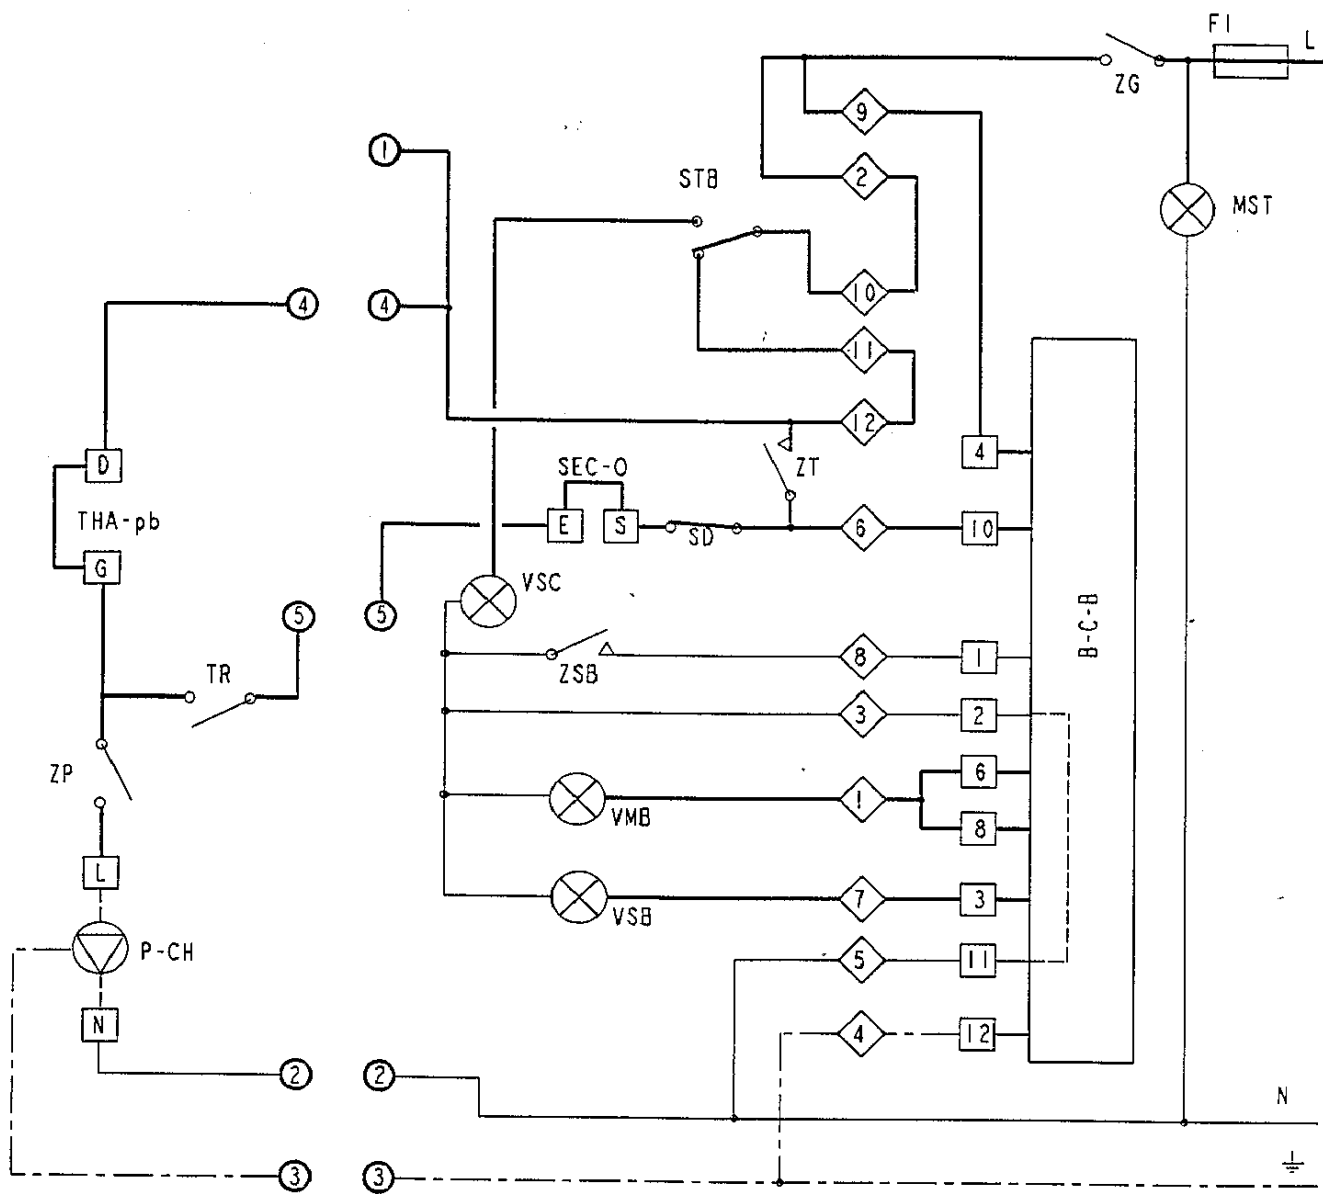 F1 L
ZG
9
1
2
STB
MST
10
4 4
11
12
4
D
ZT
SEC-O
THA-pb
E S
SD
6 10
G
VSC
5 5
B-C-B
ZSB
8 1
TR
3 2
ZP
6
VMB
1
8
L
VSB
7 3
P-CH
5 11
N
4 12
2 2
N
3 3